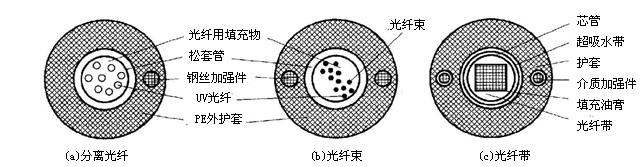 光纤用填充物
松套管
钢丝加强件
UV光纤
PE外护套
光纤束
芯管
超吸水带
护套
介质加强件
填充油膏
光纤带
(a)分离光纤
(b)光纤束
(c)光纤带